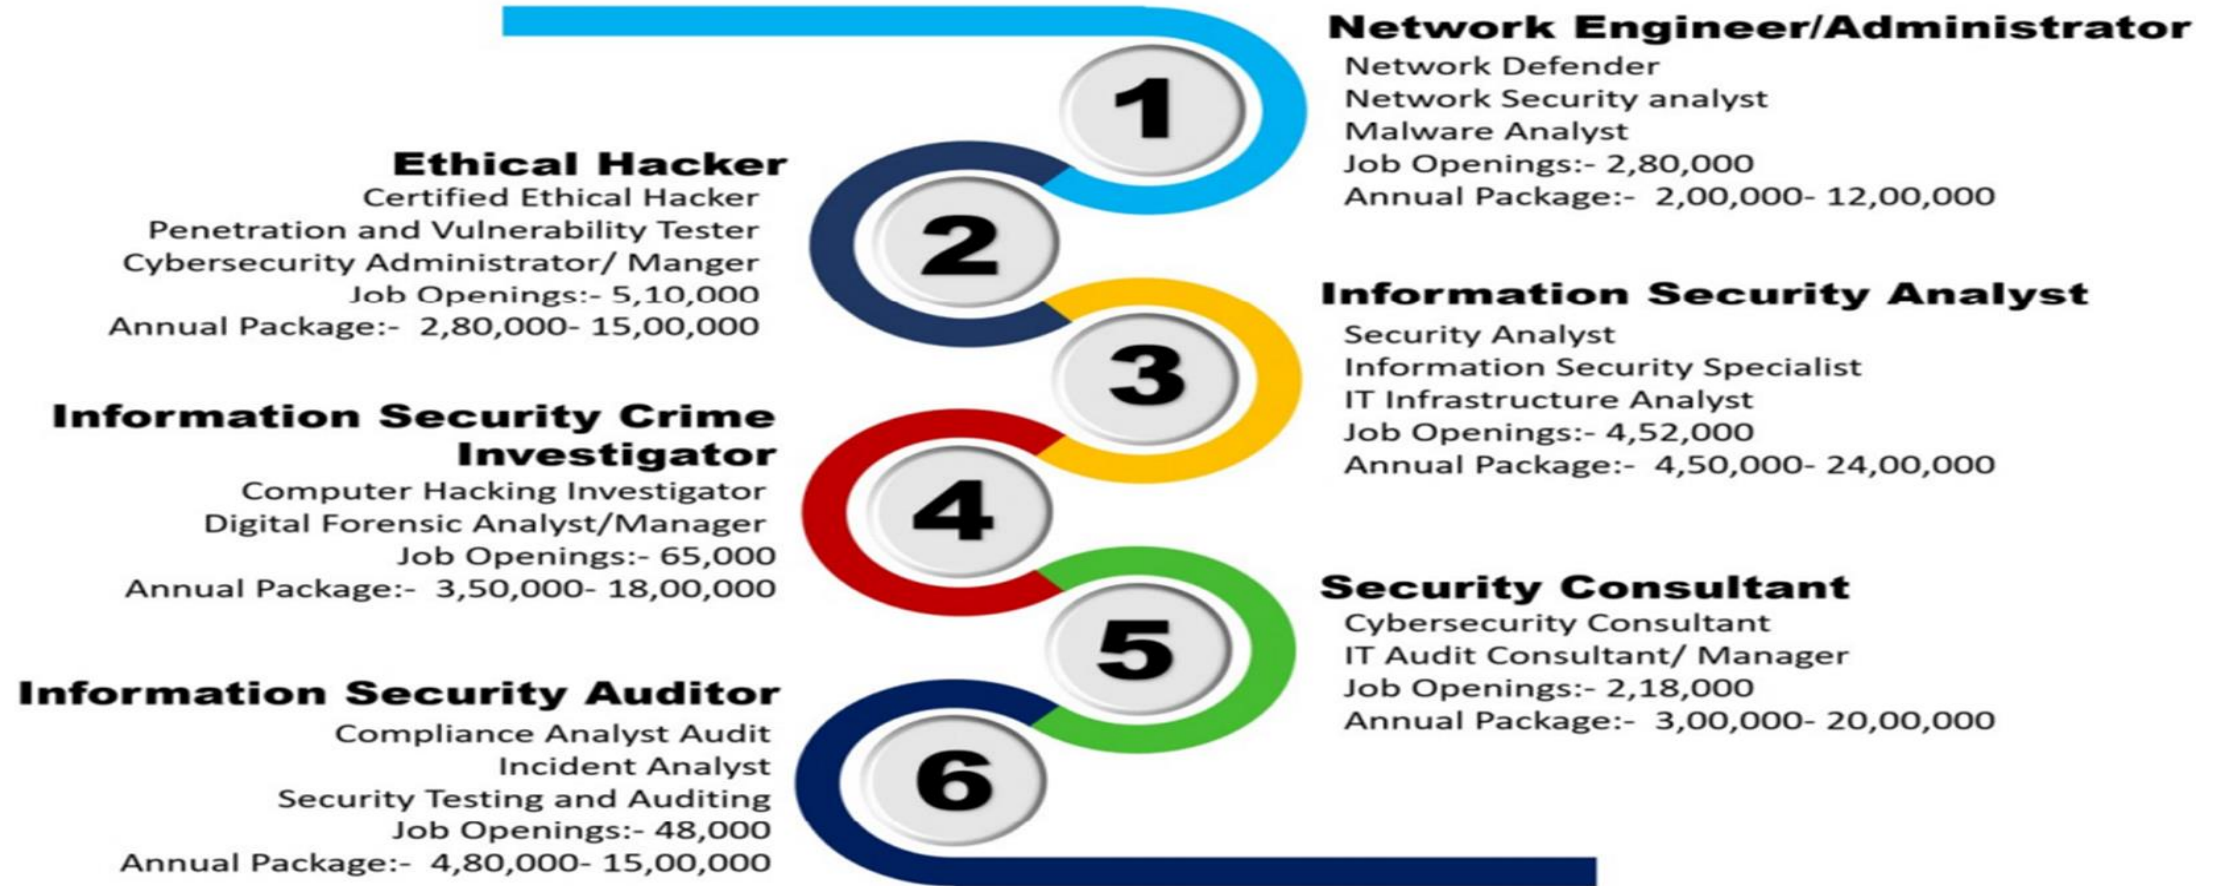 1
Network Engineer/Administrator
Network Defender
Network Security analyst
Malware Analyst
Job Openings:- 2,80,000
Annual Package:- 2,00,000- 12,00,000
2
Ethical Hacker
Certified Ethical Hacker
Penetration and Vulnerability Tester
Cybersecurity Administrator/ Manger
Job Openings:- 5,10,000
Annual Package:- 2,80,000- 15,00,000
3
Information Security Analyst
Security Analyst
Information Security Specialist
IT Infrastructure Analyst
Job Openings:- 4,52,000
Annual Package:- 4,50,000- 24,00,000
4
Information Security Crime
Investigator
Computer Hacking Investigator
Digital Forensic Analyst/Manager
Job Openings:- 65,000
Annual Package:- 3,50,000- 18,00,000
5
Security Consultant
Cybersecurity Consultant
IT Audit Consultant/ Manager
Job Openings:- 2,18,000
Annual Package:- 3,00,000- 20,00,000
6
Information Security Auditor
Compliance Analyst Audit
Incident Analyst
Security Testing and Auditing
Job Openings:- 48,000
Annual Package:- 4,80,000- 15,00,000